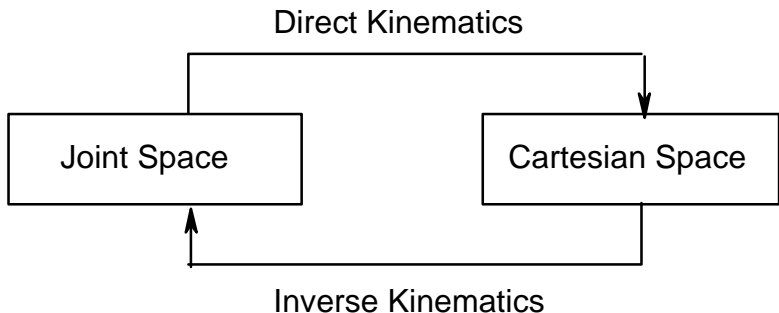 Direct Kinematics
Joint Space
Cartesian Space
Inverse Kinematics